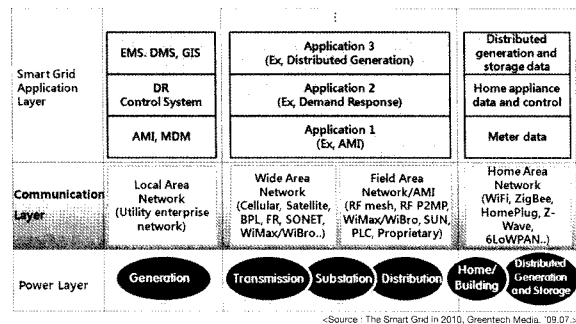 Smart Grid
Application
Layer
EMS. DMS, GIS
DR
Control System
AMI, MDM
Application 3
(Ex, Distributed Generation)
Application 2
(Ex, Demand Response)
Application 1
(Ex, AMI)
Distributed
generation and
storage data
Home appliance
data and control
Meter data
Communication
Layer
Local Area
Network
(Utility enterprise
network)
Wide Area
Network
(Cellular, Satellite,
BPL, FR, SONET,
WiMax/WiBro..)
Field Area
Network/AMI
(RF mesh, RF P2MP,
WiMax/WiBro, SUN,
PLC, Proprietary)
Home Area
Network
(WiFi, ZigBee,
HomePlug, Z-
Wave,
6LoWPAN..)
Power Layer
Generation
Transmission
Substation
Distribution
Home/
Building
Distributed
Generation
and Storage
<Source : The Smart Grid in 2010, Greentech Media, '09.07.>